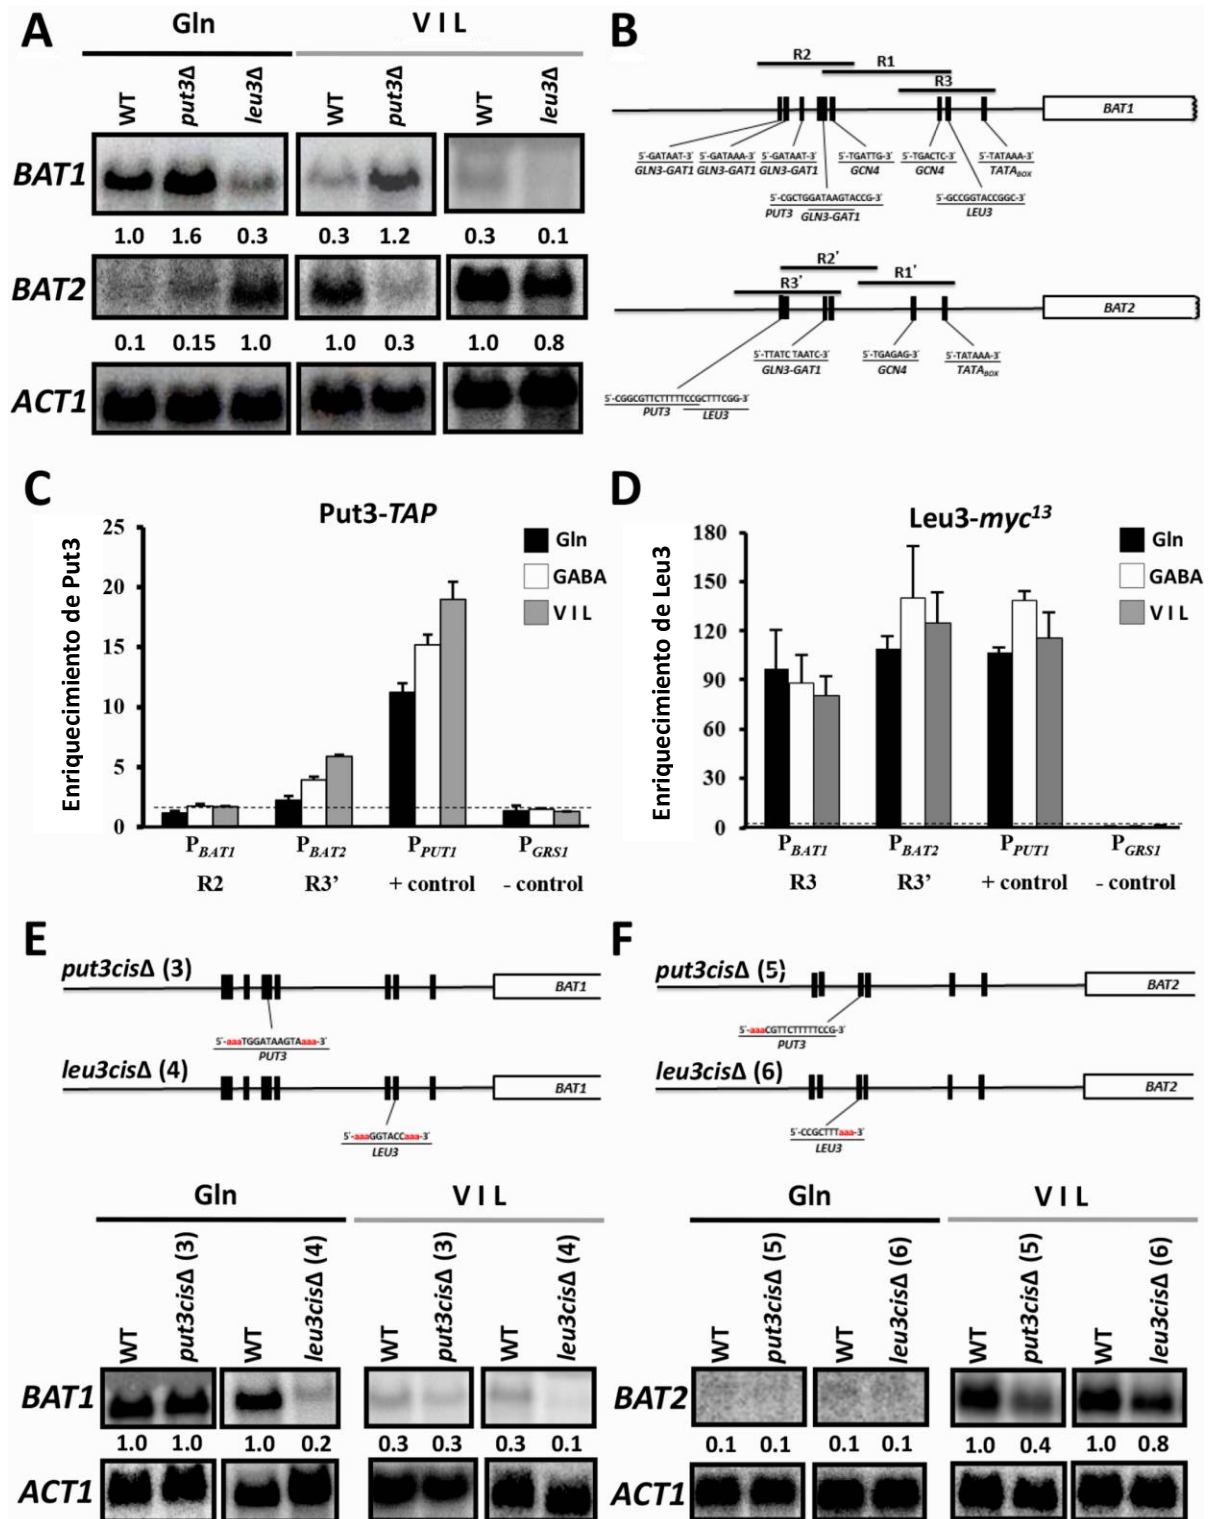 A
Gln
V I L
WT
put3Δ
leu3Δ
WT
put3Δ
WT
leu3Δ
BAT1
1.0 1.6 0.3 0.3 1.2 0.3 0.1
BAT2
0.1 0.15 1.0 1.0 0.3 1.0 0.8
ACT1
B
R2
R1
R3
BAT1
5´-GATAAT-3´ 5´-GATAAA-3´ 5´-GATAAT-3´ 5´-TGATTG-3´ 5´-TGACTC-3´ 5´-TATAAA-3´
GLN3-GAT1 GLN3-GAT1 GLN3-GAT1 GCN4 GCN4 TATABOX
5´-CGCTGGATAAGTACCG-3´ 5´-GCCGGTACCGGC-3´
PUT3 GLN3-GAT1 LEU3
R2’
R3’ R1’
BAT2
5´-TTATC TAATC-3´ 5´-TGAGAG-3´ 5´-TATAAA-3´
GLN3-GAT1 GCN4 TATABOX
5´-CGGCGTTCTTTTTCCGCTTTCGG-3´
PUT3 LEU3
C
Put3-TAP
Enriquecimiento de Put3
25
20
15
10
5
0
Gln
GABA
V I L
PBAT1 PBAT2 PPUT1 PGRS1
R2 R3’ + control - control
D
Leu3-myc13
Enriquecimiento de Leu3
180
150
120
90
60
30
0
Gln
GABA
V I L
PBAT1 PBAT2 PPUT1 PGRS1
R3 R3’ + control - control
E
put3cisΔ (3)
BAT1
5´-aaaTGGATAAGTAaaa-3´
PUT3
leu3cisΔ (4)
BAT1
5´-aaaGGTACCaaa-3´
LEU3
Gln
V I L
WT
put3cisΔ (3)
WT
leu3cisΔ (4)
WT
put3cisΔ (3)
WT
leu3cisΔ (4)
BAT1
1.0 1.0 1.0 0.2 0.3 0.3 0.3 0.1
ACT1
F
put3cisΔ (5)
BAT2
5´-aaaCGTTCTTTTTCCG-3´
PUT3
leu3cisΔ (6)
BAT2
5´-CCGCTTTaaa-3´
LEU3
Gln
V I L
WT
put3cisΔ (5)
WT
leu3cisΔ (6)
WT
put3cisΔ (5)
WT
leu3cisΔ (6)
BAT2
0.1 0.1 0.1 0.1 1.0 0.4 1.0 0.8
ACT1